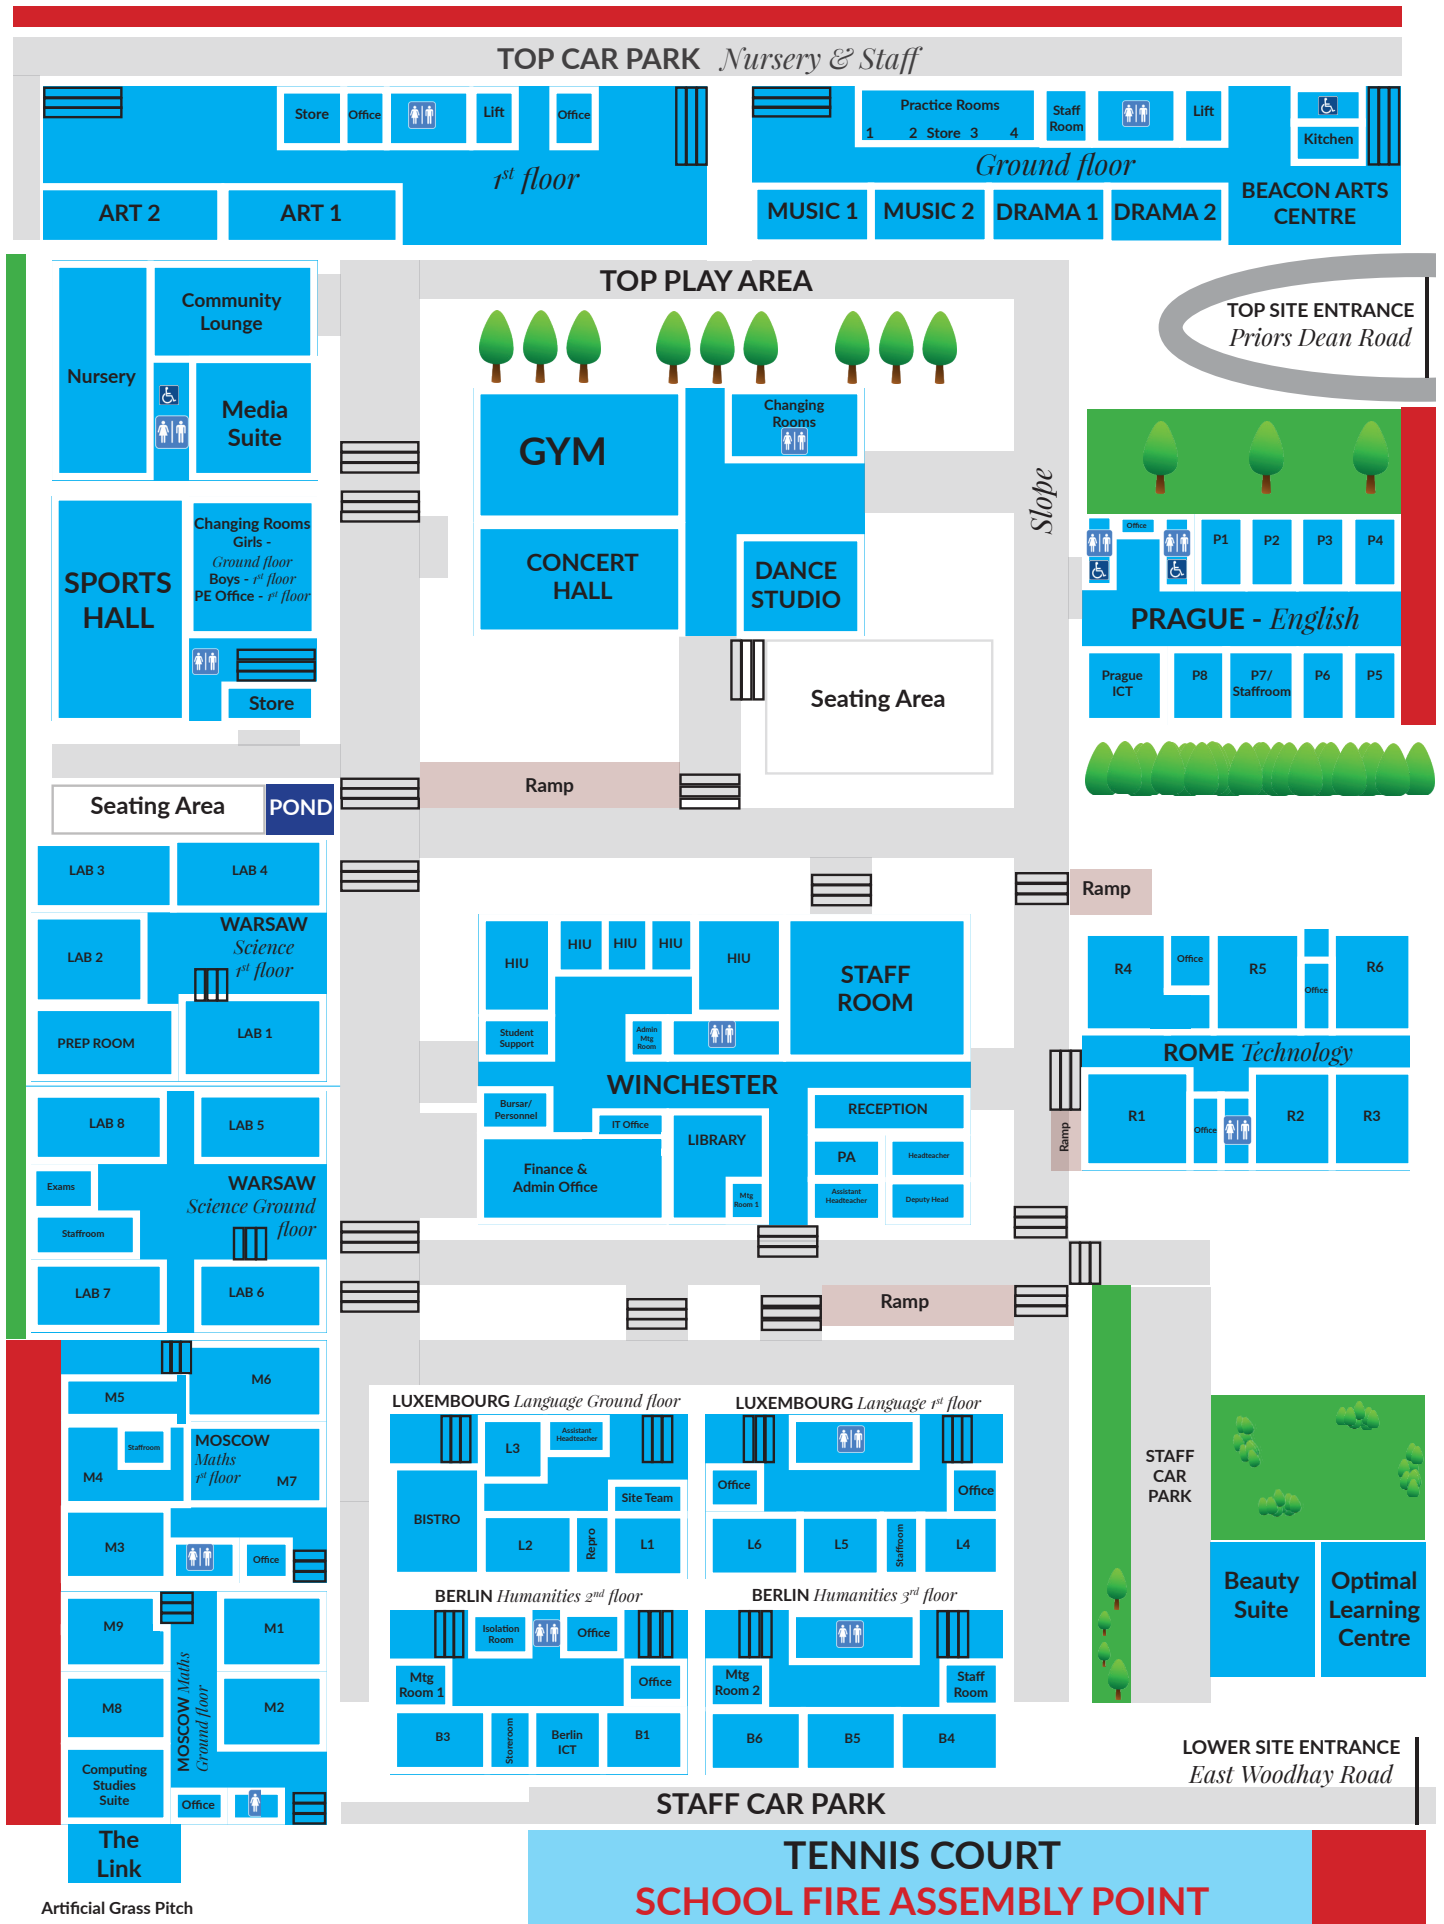 TOP CAR PARK Nursery & Staff
Store
Office
Lift
Office
1st floor
ART 2
ART 1
Practice Rooms
1 2 Store 3 4
Staff
Room
Lift
Kitchen
Ground floor
MUSIC 1
MUSIC 2
DRAMA 1
DRAMA 2
BEACON ARTS
CENTRE
TOP PLAY AREA
TOP SITE ENTRANCE
Priors Dean Road
Nursery
Community
Lounge
Media
Suite
GYM
Changing
Rooms
CONCERT
HALL
DANCE
STUDIO
Slope
SPORTS
HALL
Changing Rooms
Girls -
Ground floor
Boys - 1st floor
PE Office - 1st floor
Store
Office
P1
P2
P3
P4
PRAGUE - English
Prague
ICT
P8
P7/
Staffroom
P6
P5
Seating Area
Ramp
Seating Area
POND
LAB 3
LAB 4
WARSAW
Science
1st floor
LAB 2
PREP ROOM
LAB 1
LAB 8
LAB 5
Exams
Staffroom
WARSAW
Science Ground
floor
LAB 7
LAB 6
HIU
HIU
HIU
HIU
HIU
STAFF
ROOM
Student
Support
Admin
Mtg
Room
WINCHESTER
Bursar/
Personnel
IT Office
LIBRARY
RECEPTION
Finance &
Admin Office
Mtg
Room 1
PA
Headteacher
Assistant
Headteacher
Deputy Head
Ramp
R4
Office
R5
Office
R6
ROME Technology
R1
Office
R2
R3
Ramp
Ramp
M5
M6
Staffroom
M4
MOSCOW
Maths
1st floor
M7
M3
Office
M9
M1
M8
M2
MOSCOW Maths
Ground floor
Computing
Studies
Suite
Office
The
Link
Artificial Grass Pitch
LUXEMBOURG Language Ground floor
L3
Assistant
Headteacher
BISTRO
Site Team
L2
Repro
L1
LUXEMBOURG Language 1st floor
Office
Office
L6
L5
Staffroom
L4
BERLIN Humanities 2nd floor
Isolation
Room
Office
Mtg
Room 1
Office
B3
Storeroom
Berlin
ICT
B1
BERLIN Humanities 3rd floor
Mtg
Room 2
Staff
Room
B6
B5
B4
STAFF
CAR
PARK
Beauty
Suite
Optimal
Learning
Centre
LOWER SITE ENTRANCE
East Woodhay Road
STAFF CAR PARK
TENNIS COURT
SCHOOL FIRE ASSEMBLY POINT